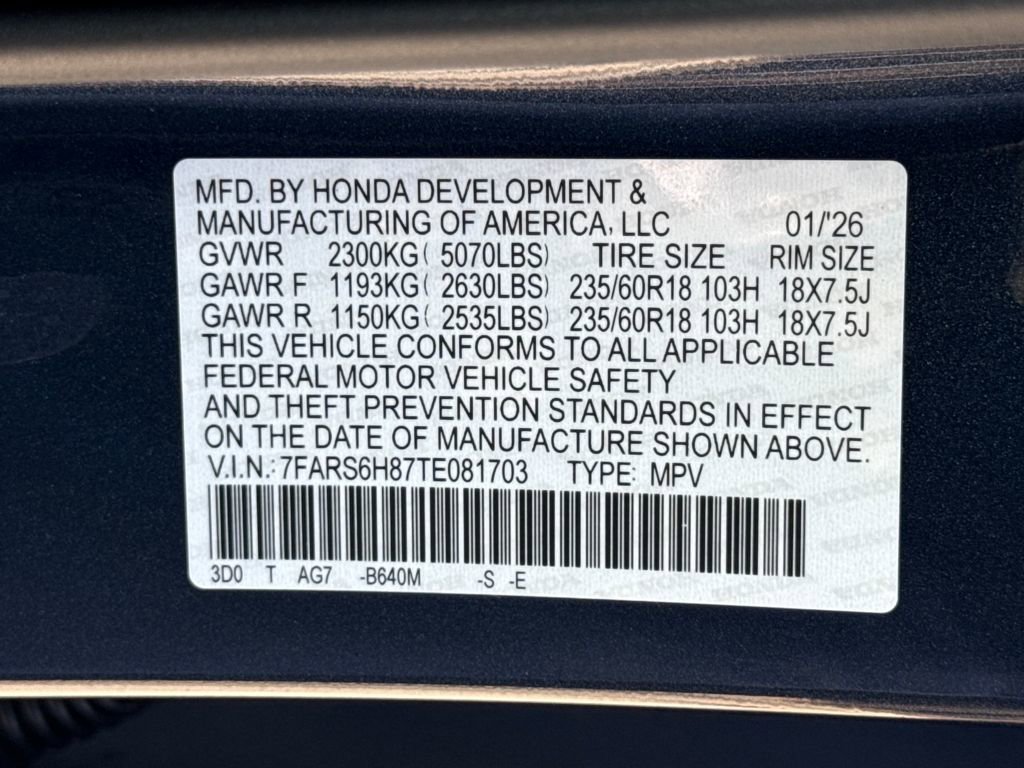 MFD. BY HONDA DEVELOPMENT &
MANUFACTURING OF AMERICA, LLC 01/'26
GVWR 2300KG( 5070LBS) TIRE SIZE RIM SIZE
GAWR F 1193KG( 2630LBS) 235/60R18 103H 18X7.5J
GAWR R 1150KG( 2535LBS) 235/60R18 103H 18X7.5J
THIS VEHICLE CONFORMS TO ALL APPLICABLE
FEDERAL MOTOR VEHICLE SAFETY
AND THEFT PREVENTION STANDARDS IN EFFECT
ON THE DATE OF MANUFACTURE SHOWN ABOVE.
V.I.N.: 7FARS6H87TE081703 TYPE: MPV
3D0 T AG7 -B640M -S -E